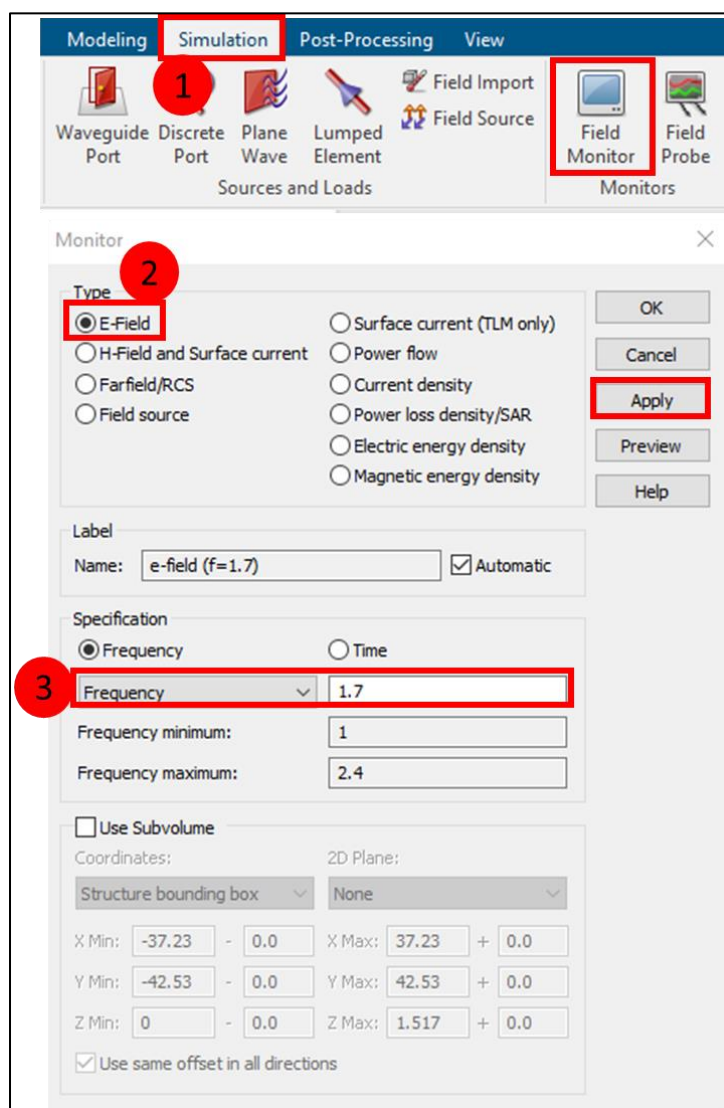 Modeling Simulation Post-Processing View
1
Field Import
Field Source
Waveguide Discrete Plane Lumped Field Field
Port Port Wave Element Monitor Probe
Sources and Loads Monitors
Monitor
2
Type
E-Field Surface current (TLM only) OK
H-Field and Surface current Power flow Cancel
Farfield/RCS Current density Apply
Field source Power loss density/SAR
Electric energy density Preview
Magnetic energy density Help
Label
Name: e-field (f=1.7) Automatic
Specification
Frequency Time
3 Frequency 1.7
Frequency minimum: 1
Frequency maximum: 2.4
Use Subvolume
Coordinates: 2D Plane:
Structure bounding box None
X Min: -37.23 - 0.0 X Max: 37.23 + 0.0
Y Min: -42.53 - 0.0 Y Max: 42.53 + 0.0
Z Min: 0 - 0.0 Z Max: 1.517 + 0.0
Use same offset in all directions